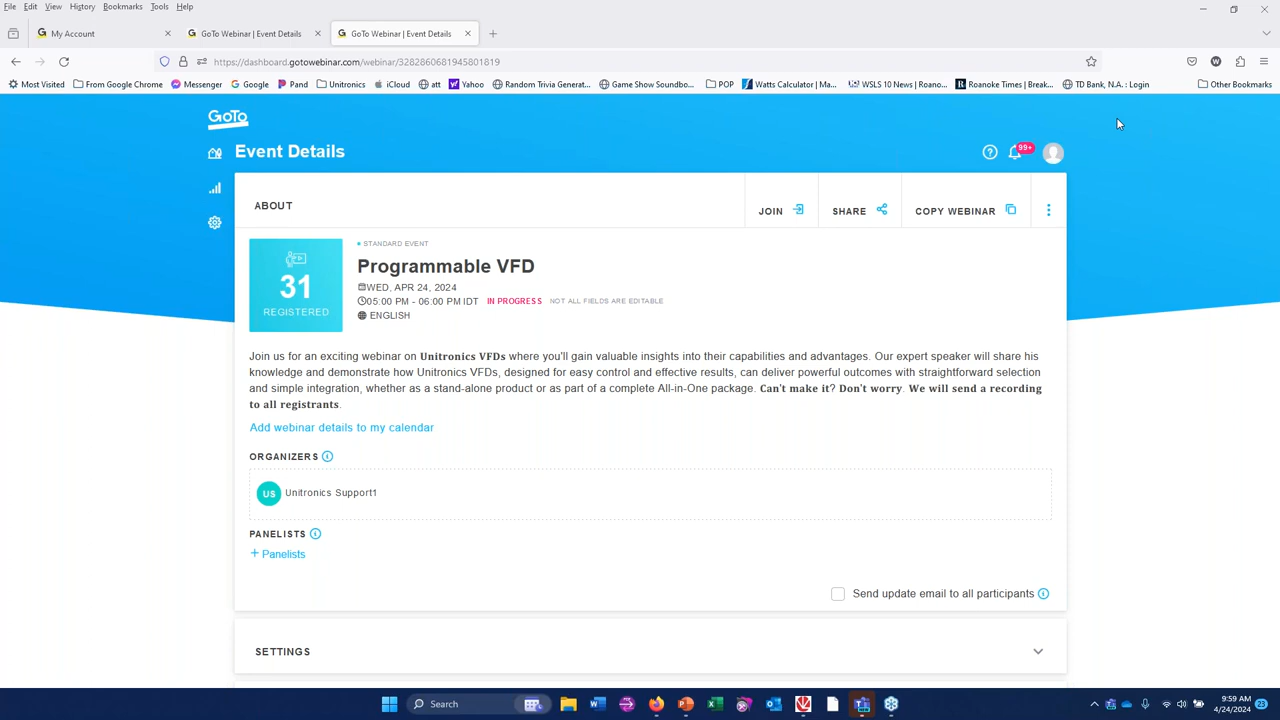 File Edit View History Bookmarks Tools Help
My Account
GoTo Webinar | Event Details
GoTo Webinar | Event Details
https://dashboard.gotowebinar.com/webinar/3282860681945801819
Most Visited From Google Chrome Messenger Google Pand Unitronics iCloud att Yahoo Random Trivia Generat... Game Show Soundbo... POP Watts Calculator | Ma... WSLS 10 News | Roano... Roanoke Times | Break... TD Bank, N.A. : Login Other Bookmarks
GoTo
Event Details
99+
ABOUT
JOIN
SHARE
COPY WEBINAR
31
REGISTERED
STANDARD EVENT
Programmable VFD
WED, APR 24, 2024
05:00 PM - 06:00 PM IDT IN PROGRESS NOT ALL FIELDS ARE EDITABLE
ENGLISH
Join us for an exciting webinar on Unitronics VFDs where you'll gain valuable insights into their capabilities and advantages. Our expert speaker will share his
knowledge and demonstrate how Unitronics VFDs, designed for easy control and effective results, can deliver powerful outcomes with straightforward selection
and simple integration, whether as a stand-alone product or as part of a complete All-in-One package. Can't make it? Don't worry. We will send a recording
to all registrants.
Add webinar details to my calendar
ORGANIZERS
US Unitronics Support1
PANELISTS
+ Panelists
Send update email to all participants
SETTINGS
Search
9:59 AM
4/24/2024